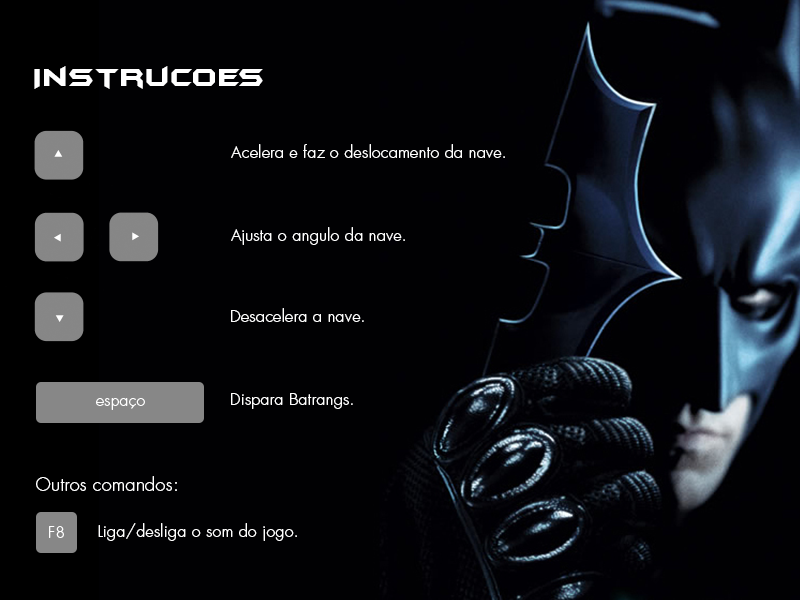 INSTRUCOES
Acelera e faz o deslocamento da nave.
Ajusta o angulo da nave.
Desacelera a nave.
espaço Dispara Batrangs.
Outros comandos:
F8 Liga/desliga o som do jogo.